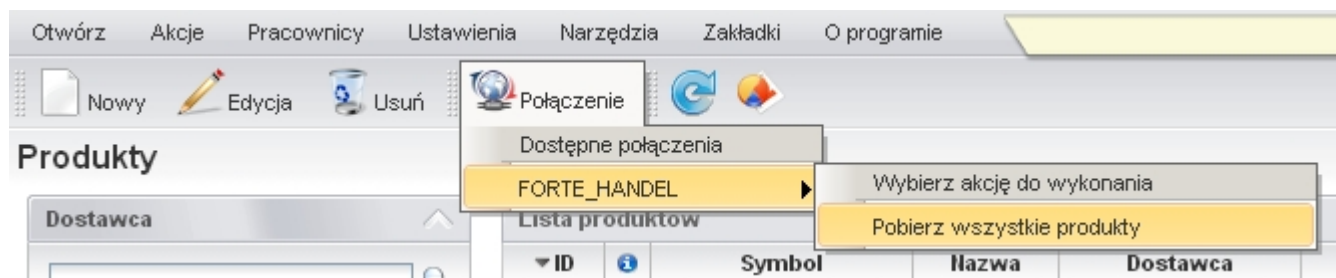 Otwórz Akcje Pracownicy Ustawienia Narzędzia Zakładki O programie
Nowy Edycja Usuń Połączenie
Dostępne połączenia
Produkty
FORTE_HANDEL
Wybierz akcję do wykonania
Pobierz wszystkie produkty
Dostawca
Lista produktów
ID Symbol Nazwa Dostawca